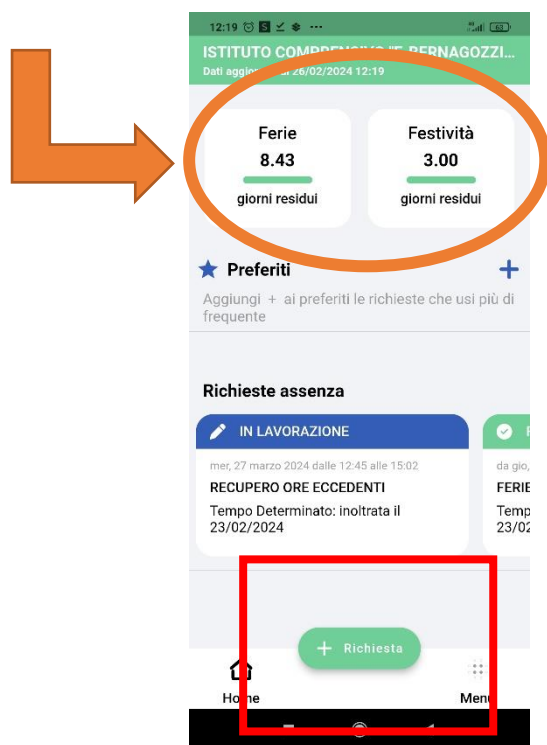 12:19
ISTITUTO COMPRENSIVO "F. BERNAGOZZI...
26/02/2024 12:19
Ferie
8.43
giorni residui
Festività
3.00
giorni residui
Preferiti
Aggiungi + ai preferiti le richieste che usi più di
frequente
Richieste assenza
IN LAVORAZIONE
mer, 27 marzo 2024 dalle 12:45 alle 15:02
RECUPERO ORE ECCEDENTI
Tempo Determinato: inoltrata il
23/02/2024
da gio,
FERIE
Temp
23/02
+ Richiesta
Home
Menu